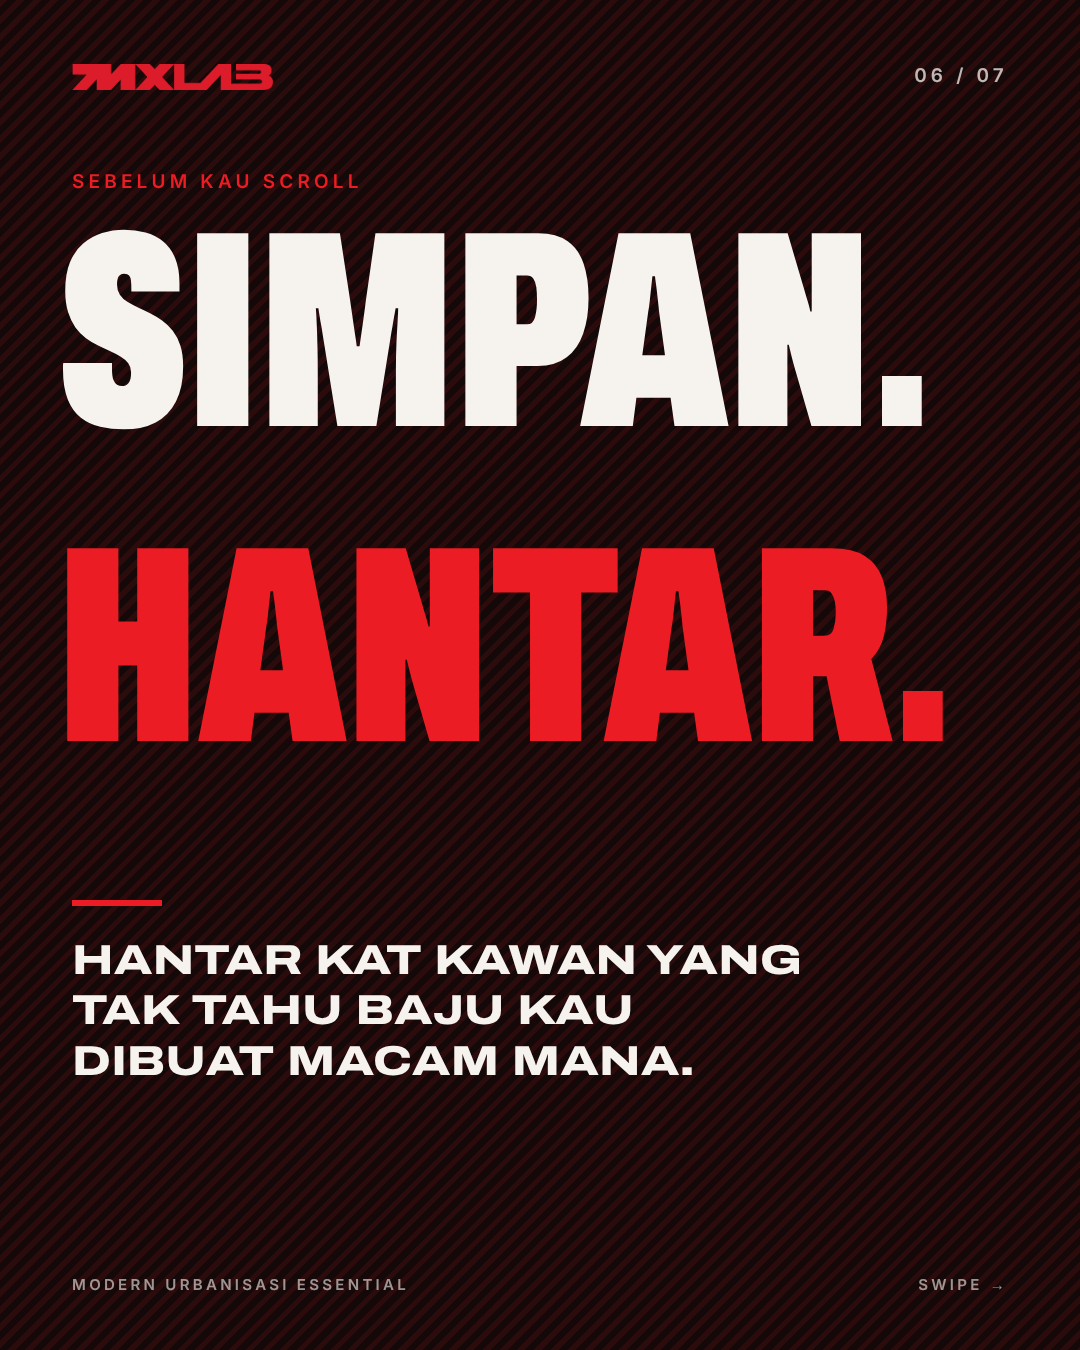 7MXLAB
06 / 07
SEBELUM KAU SCROLL
SIMPAN.
HANTAR.
HANTAR KAT KAWAN YANG
TAK TAHU BAJU KAU
DIBUAT MACAM MANA.
MODERN URBANISASI ESSENTIAL
SWIPE →